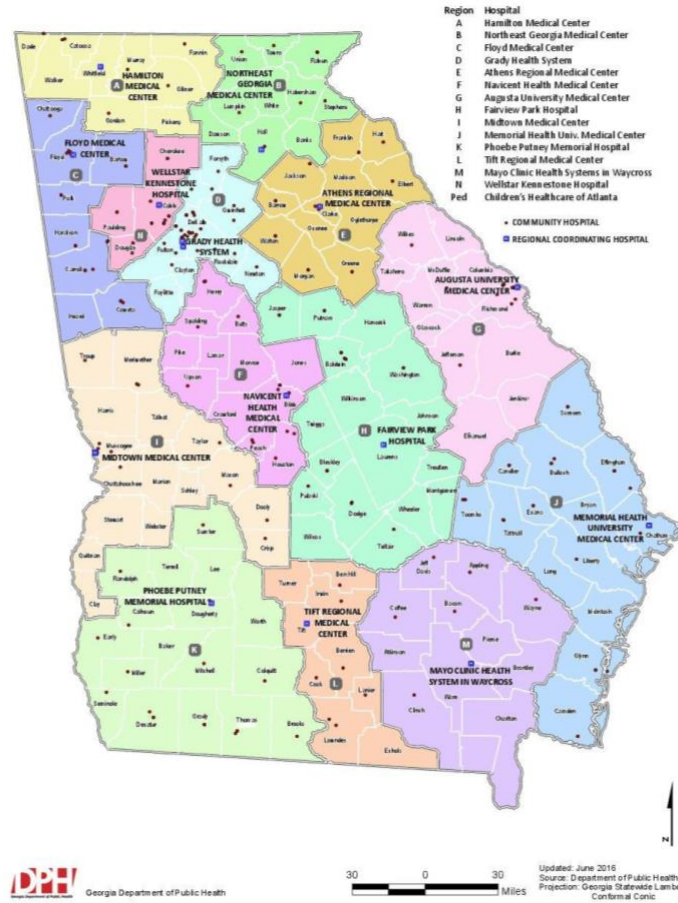 Region Hospital
A Hamilton Medical Center
B Northeast Georgia Medical Center
C Floyd Medical Center
D Grady Health System
E Athens Regional Medical Center
F Navicent Health Medical Center
G Augusta University Medical Center
H Fairview Park Hospital
I Midtown Medical Center
J Memorial Health Univ. Medical Center
K Phoebe Putney Memorial Hospital
L Tift Regional Medical Center
M Mayo Clinic Health Systems in Waycross
N Wellstar Kennestone Hospital
Ped Children's Healthcare of Atlanta
COMMUNITY HOSPITAL
REGIONAL COORDINATING HOSPITAL
Dade
Catoosa
Walker
Whitfield
Murray
Fannin
Gilmer
Gordon
Pickens
HAMILTON
MEDICAL
CENTER
A
Union
Towns
Rabun
Lumpkin
White
Habersham
Stephens
Dawson
Hall
Banks
NORTHEAST
GEORGIA
MEDICAL CENTER
B
Chattooga
Floyd
Bartow
Polk
Haralson
Carroll
Heard
Coweta
FLOYD MEDICAL
CENTER
C
Cherokee
Cobb
Paulding
Douglas
WELLSTAR
KENNESTONE
HOSPITAL
N
Forsyth
Gwinnett
DeKalb
Fulton
Rockdale
Clayton
Newton
Fayette
D
GRADY HEALTH
SYSTEM
Franklin
Hart
Jackson
Madison
Elbert
Barrow
Clarke
Oconee
Oglethorpe
Walton
Morgan
Greene
ATHENS REGIONAL
MEDICAL CENTER
E
Wilkes
Lincoln
Taliaferro
McDuffie
Columbia
Warren
Richmond
Glascock
Jefferson
Burke
Jenkins
Emanuel
AUGUSTA UNIVERSITY
MEDICAL CENTER
G
Henry
Spalding
Butts
Pike
Lamar
Monroe
Jones
Upson
Bibb
Crawford
Peach
Houston
F
NAVICENT
HEALTH
MEDICAL
CENTER
Jasper
Putnam
Hancock
Baldwin
Washington
Wilkinson
Johnson
Twiggs
Laurens
Bleckley
Treutlen
Pulaski
Montgomery
Dodge
Wheeler
Wilcox
Telfair
H
FAIRVIEW PARK
HOSPITAL
Troup
Meriwether
Harris
Talbot
Muscogee
Taylor
Chattahoochee
Marion
Macon
Schley
Dooly
Stewart
Webster
Crisp
Quitman
Clay
I
MIDTOWN MEDICAL CENTER
Screven
Candler
Bulloch
Effingham
Toombs
Evans
Bryan
Chatham
Tattnall
Long
Liberty
McIntosh
Glynn
Camden
J
MEMORIAL HEALTH
UNIVERSITY
MEDICAL CENTER
Sumter
Randolph
Terrell
Lee
Calhoun
Dougherty
Worth
Early
Baker
Miller
Mitchell
Colquitt
Seminole
Decatur
Grady
Thomas
Brooks
PHOEBE PUTNEY
MEMORIAL HOSPITAL
K
Turner
Ben Hill
Irwin
Tift
Berrien
Cook
Lanier
Lowndes
Echols
TIFT REGIONAL
MEDICAL
CENTER
L
Jeff
Davis
Appling
Coffee
Bacon
Wayne
Atkinson
Pierce
Brantley
Clinch
Ware
Charlton
M
MAYO CLINIC HEALTH
SYSTEM IN WAYCROSS
N
DPH
Georgia Department of Public Health
Georgia Department of Public Health
30 0 30
Miles
Updated: June 2016
Source: Department of Public Health
Projection: Georgia Statewide Lambe
Conformal Conic